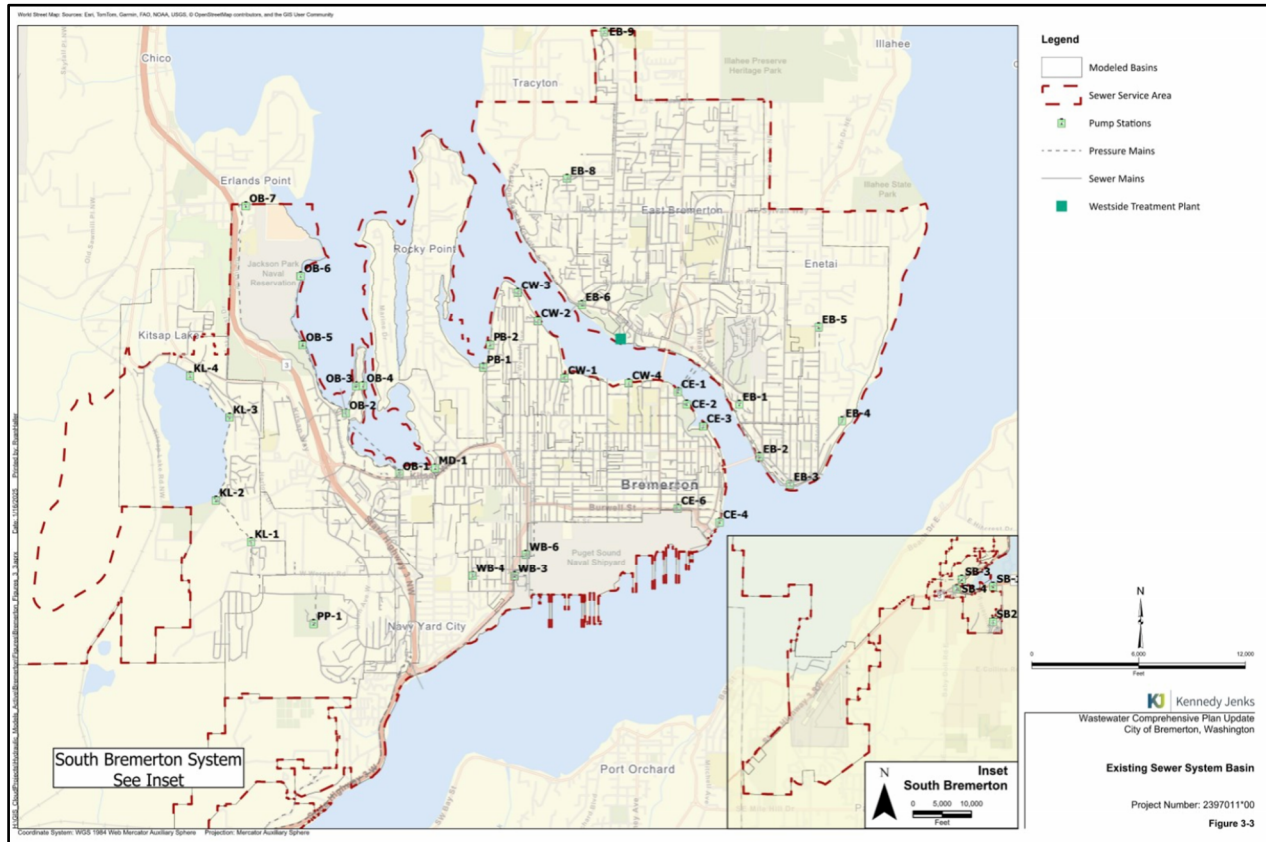 World Street Map: Sources: Esri, TomTom, Garmin, FAO, NOAA, USGS, © OpenStreetMap contributors, and the GIS User Community
Chico
Illahee
EB-9
Tracyton
Illahee Preserve
Heritage Park
Erlands Point
EB-8
OB-7
East Bremerton
Illahee State
Park
Rocky Point
Jackson Park
Naval
Reservation
OB-6
Enetai
CW-3
EB-6
CW-2
EB-5
Kitsap Lake
OB-5
PB-2
3
PB-1
KL-4
OB-3
OB-4
CW-1
CW-4
CE-1
CE-2
EB-1
KL-3
OB-2
CE-3
EB-4
EB-2
OB-1
MD-1
EB-3
Bremerton
KL-2
CE-6
Burwell St
CE-4
KL-1
State Highway 3 NW
WB-6
Puget Sound
Naval Shipyard
WB-4
WB-3
PP-1
Navy Yard City
Port Orchard
South Bremerton System
See Inset
SB-3
SB-4
SB2
Inset
South Bremerton
N
0 5,000 10,000
Feet
Legend
Modeled Basins
Sewer Service Area
Pump Stations
Pressure Mains
Sewer Mains
Westside Treatment Plant
N
0 6,000 12,000
Feet
KJ Kennedy Jenks
Wastewater Comprehensive Plan Update
City of Bremerton, Washington
Existing Sewer System Basin
Project Number: 2397011*00
Figure 3-3
Coordinate System: WGS 1984 Web Mercator Auxiliary Sphere Projection: Mercator Auxiliary Sphere